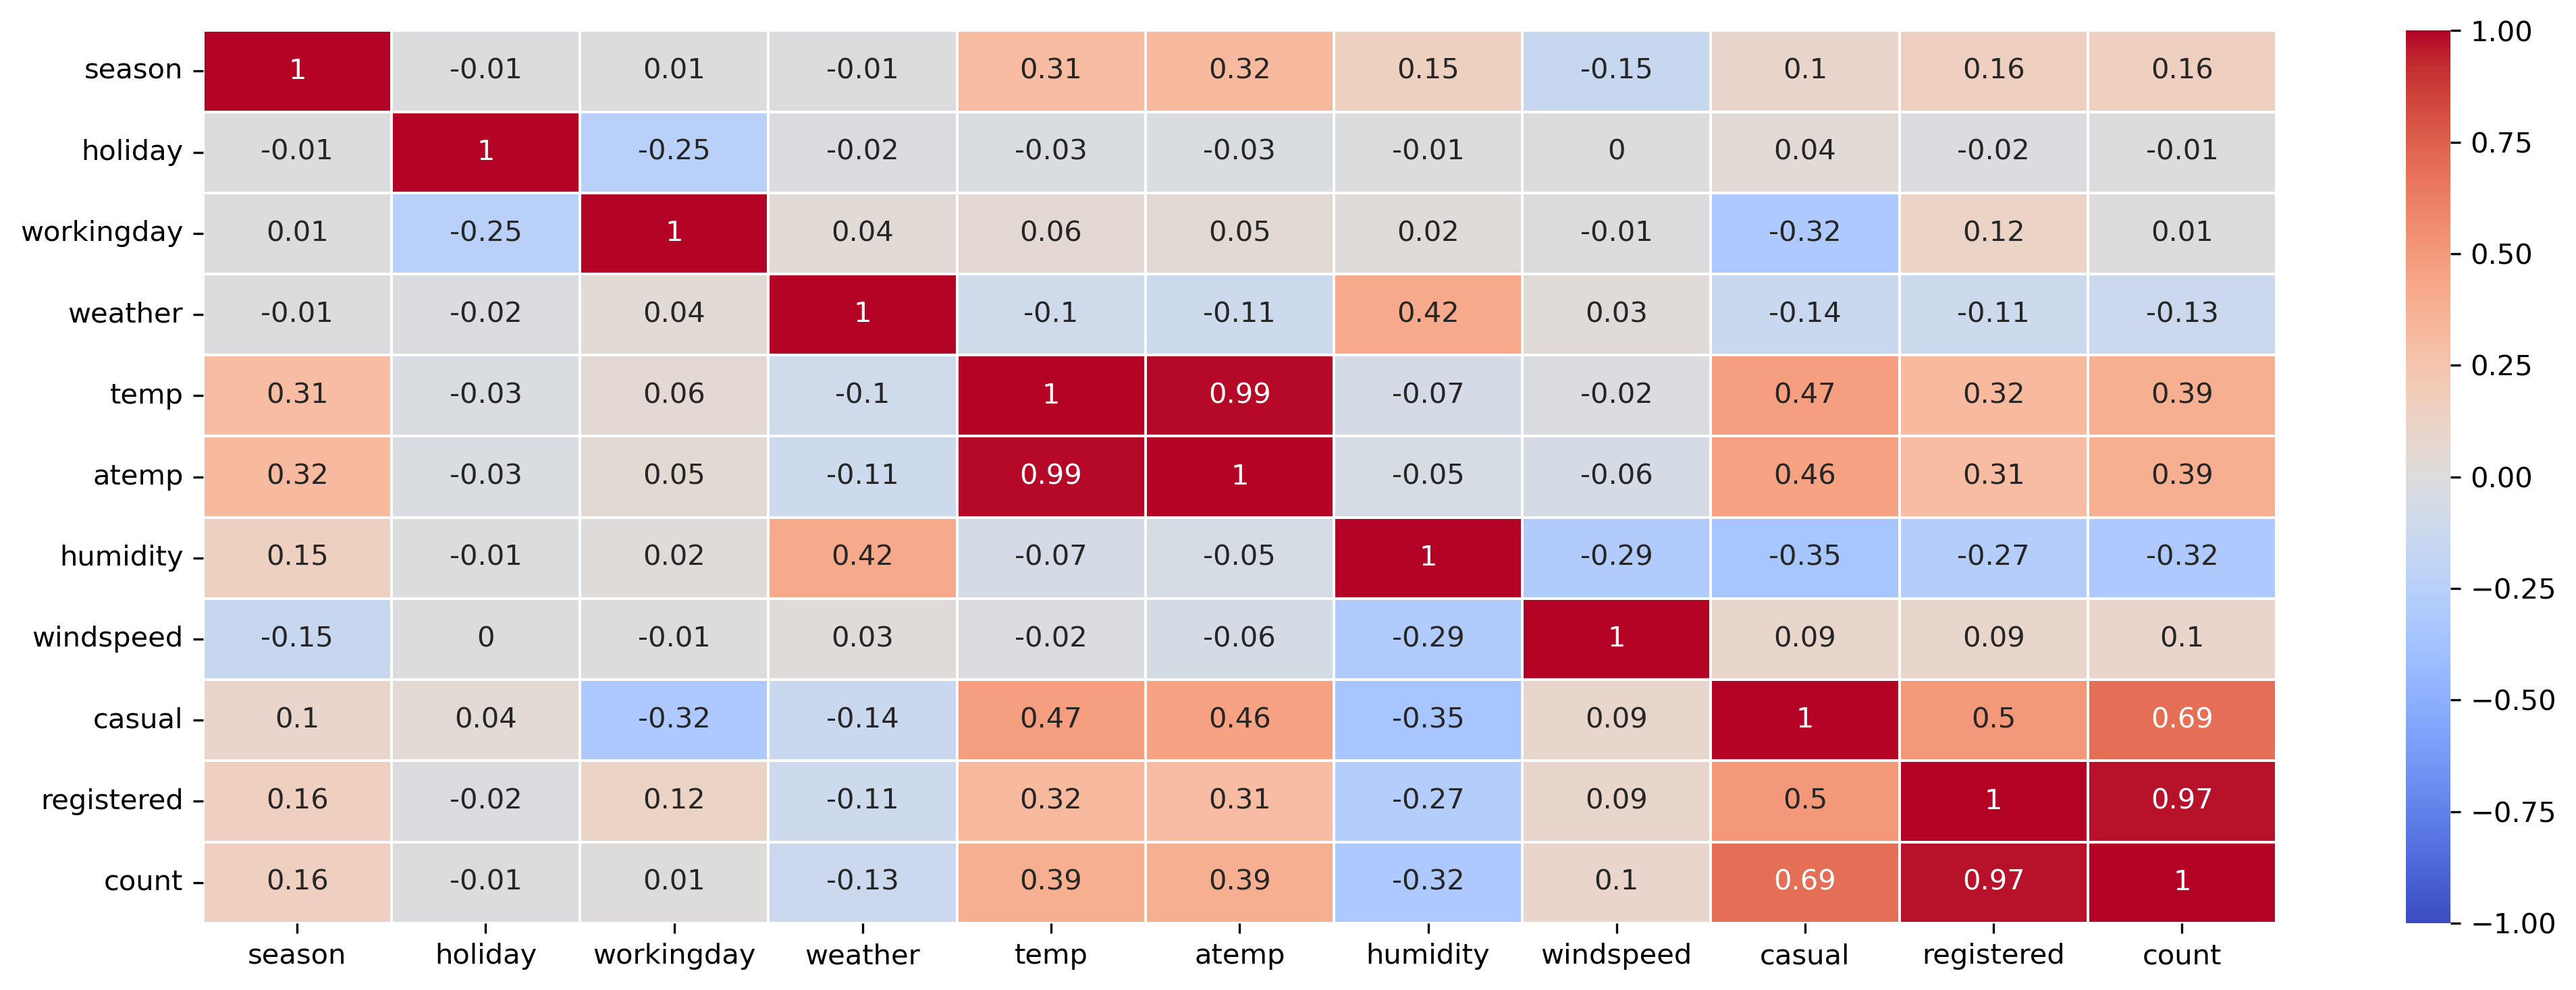 season 1 -0.01 0.01 -0.01 0.31 0.32 0.15 -0.15 0.1 0.16 0.16
holiday -0.01 1 -0.25 -0.02 -0.03 -0.03 -0.01 0 0.04 -0.02 -0.01
workingday 0.01 -0.25 1 0.04 0.06 0.05 0.02 -0.01 -0.32 0.12 0.01
weather -0.01 -0.02 0.04 1 -0.1 -0.11 0.42 0.03 -0.14 -0.11 -0.13
temp 0.31 -0.03 0.06 -0.1 1 0.99 -0.07 -0.02 0.47 0.32 0.39
atemp 0.32 -0.03 0.05 -0.11 0.99 1 -0.05 -0.06 0.46 0.31 0.39
humidity 0.15 -0.01 0.02 0.42 -0.07 -0.05 1 -0.29 -0.35 -0.27 -0.32
windspeed -0.15 0 -0.01 0.03 -0.02 -0.06 -0.29 1 0.09 0.09 0.1
casual 0.1 0.04 -0.32 -0.14 0.47 0.46 -0.35 0.09 1 0.5 0.69
registered 0.16 -0.02 0.12 -0.11 0.32 0.31 -0.27 0.09 0.5 1 0.97
count 0.16 -0.01 0.01 -0.13 0.39 0.39 -0.32 0.1 0.69 0.97 1
season holiday workingday weather temp atemp humidity windspeed casual registered count
1.00
0.75
0.50
0.25
0.00
−0.25
−0.50
−0.75
−1.00